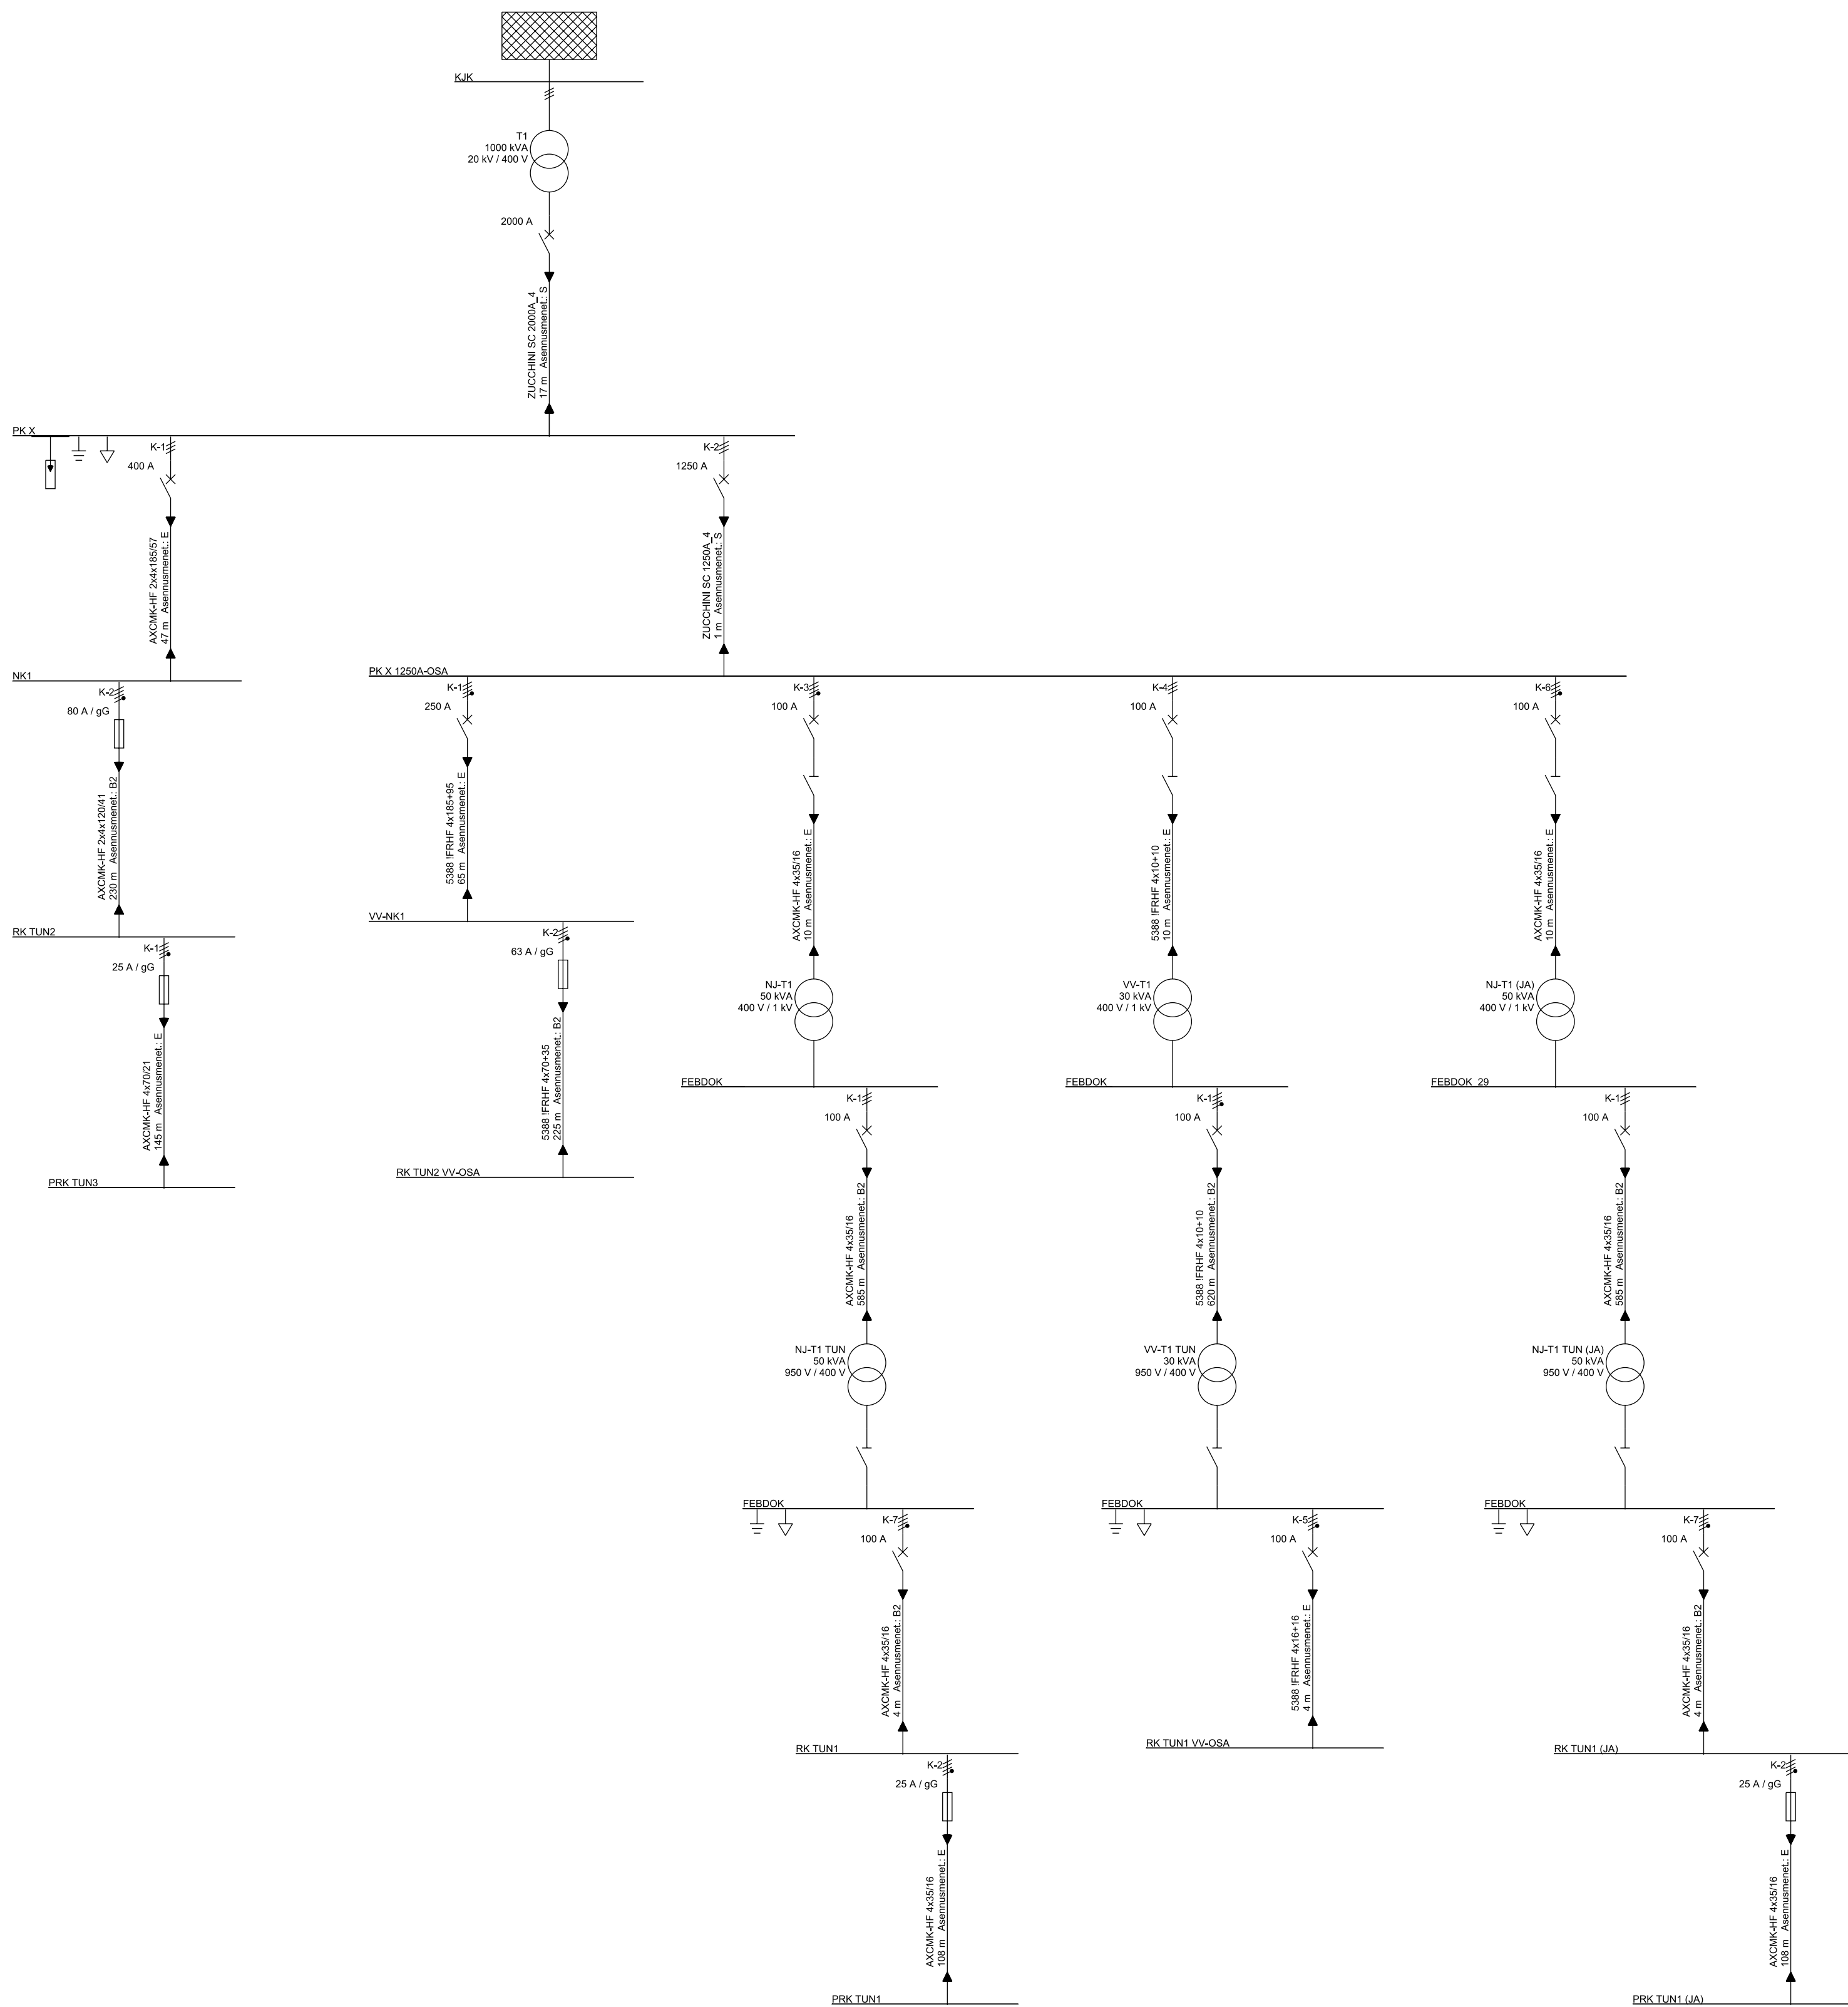 KJK
T1
1000 kVA
20 kV / 400 V
2000 A
ZUCCHINI SC 2000A_4
17 m Asennusmenet.: S
PK X
K-1
400 A
AXCMK-HF 2x4x185/57
47 m Asennusmenet.: E
K-2
1250 A
ZUCCHINI SC 1250A_4
1 m Asennusmenet.: S
NK1
K-2
80 A / gG
AXCMK-HF 2x4x120/41
230 m Asennusmenet.: B2
RK TUN2
K-1
25 A / gG
AXCMK-HF 4x70/21
145 m Asennusmenet.: E
PRK TUN3
PK X 1250A-OSA
K-1
250 A
5388 !FRHF 4x185+95
65 m Asennusmenet.: E
VV-NK1
K-2
63 A / gG
5388 !FRHF 4x70+35
225 m Asennusmenet.: B2
RK TUN2 VV-OSA
K-3
100 A
AXCMK-HF 4x35/16
10 m Asennusmenet.: E
NJ-T1
50 kVA
400 V / 1 kV
FEBDOK
K-1
100 A
AXCMK-HF 4x35/16
585 m Asennusmenet.: B2
NJ-T1 TUN
50 kVA
950 V / 400 V
FEBDOK
K-7
100 A
AXCMK-HF 4x35/16
4 m Asennusmenet.: B2
RK TUN1
K-2
25 A / gG
AXCMK-HF 4x35/16
108 m Asennusmenet.: E
PRK TUN1
K-4
100 A
5388 !FRHF 4x10+10
10 m Asennusmenet.: E
VV-T1
30 kVA
400 V / 1 kV
FEBDOK
K-1
100 A
5388 !FRHF 4x10+10
620 m Asennusmenet.: B2
VV-T1 TUN
30 kVA
950 V / 400 V
FEBDOK
K-5
100 A
5388 !FRHF 4x16+16
4 m Asennusmenet.: E
RK TUN1 VV-OSA
K-6
100 A
AXCMK-HF 4x35/16
10 m Asennusmenet.: E
NJ-T1 (JA)
50 kVA
400 V / 1 kV
FEBDOK_29
K-1
100 A
AXCMK-HF 4x35/16
585 m Asennusmenet.: B2
NJ-T1 TUN (JA)
50 kVA
950 V / 400 V
FEBDOK
K-7
100 A
AXCMK-HF 4x35/16
4 m Asennusmenet.: B2
RK TUN1 (JA)
K-2
25 A / gG
AXCMK-HF 4x35/16
108 m Asennusmenet.: E
PRK TUN1 (JA)